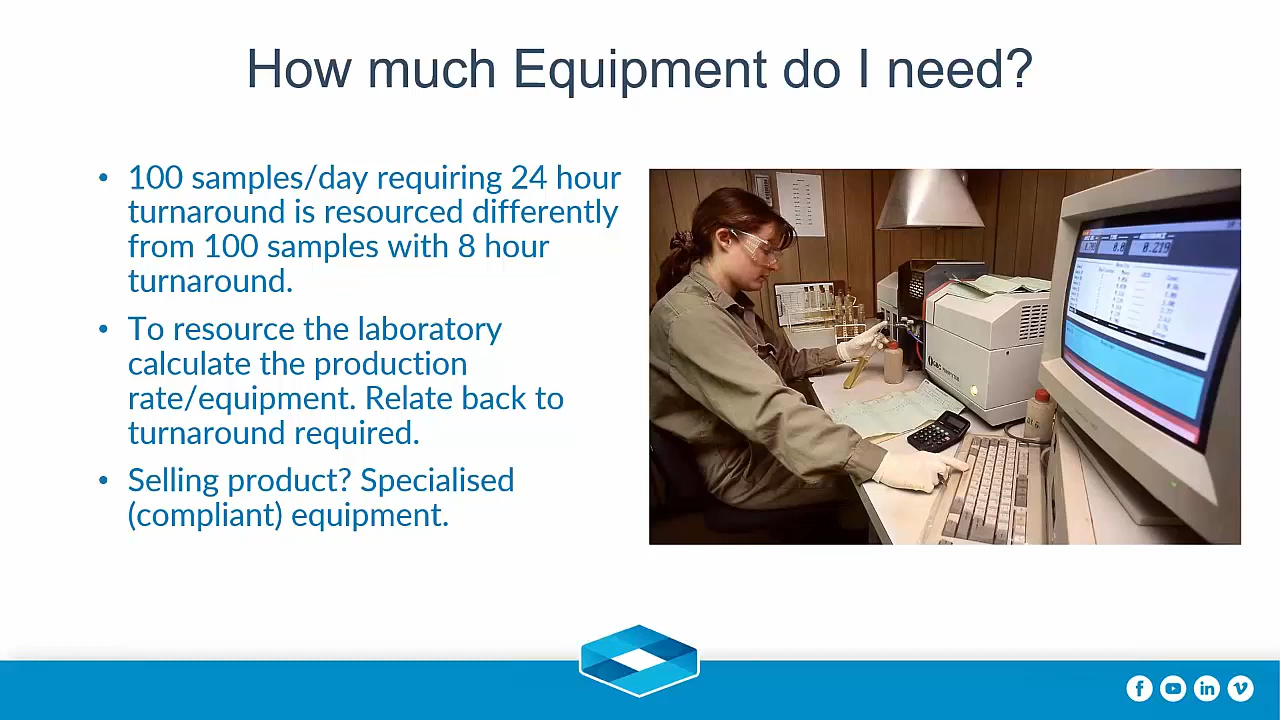 How much Equipment do I need?
• 100 samples/day requiring 24 hour
turnaround is resourced differently
from 100 samples with 8 hour
turnaround.
• To resource the laboratory
calculate the production
rate/equipment. Relate back to
turnaround required.
• Selling product? Specialised
(compliant) equipment.
0.219